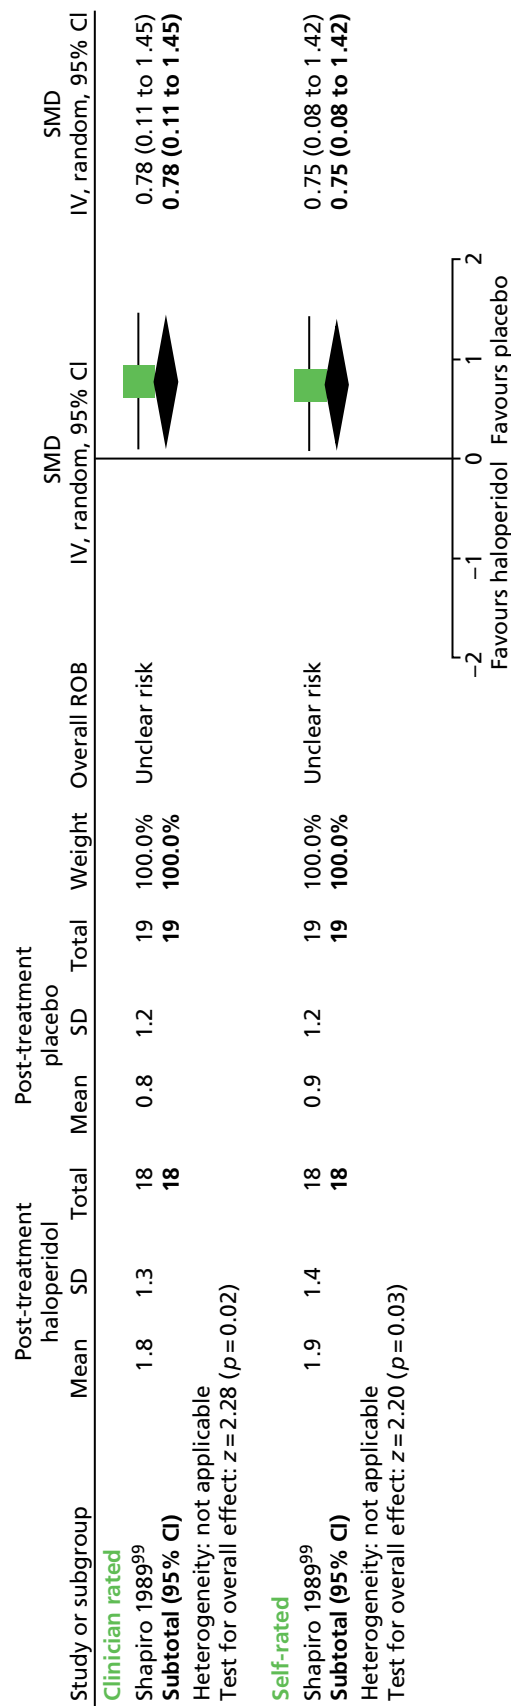 Post-treatment Post-treatment
haloperidol placebo SMD SMD
Study or subgroup Mean SD Total Mean SD Total Weight Overall ROB IV, random, 95% CI IV, random, 95% CI
Clinician rated
Shapiro 1989⁹⁹ 1.8 1.3 18 0.8 1.2 19 100.0% Unclear risk 0.78 (0.11 to 1.45)
Subtotal (95% CI) 18 19 100.0% 0.78 (0.11 to 1.45)
Heterogeneity: not applicable
Test for overall effect: z = 2.28 (p = 0.02)
Self-rated
Shapiro 1989⁹⁹ 1.9 1.4 18 0.9 1.2 19 100.0% Unclear risk 0.75 (0.08 to 1.42)
Subtotal (95% CI) 18 19 100.0% 0.75 (0.08 to 1.42)
Heterogeneity: not applicable
Test for overall effect: z = 2.20 (p = 0.03)
−2 −1 0 1 2
Favours haloperidol Favours placebo